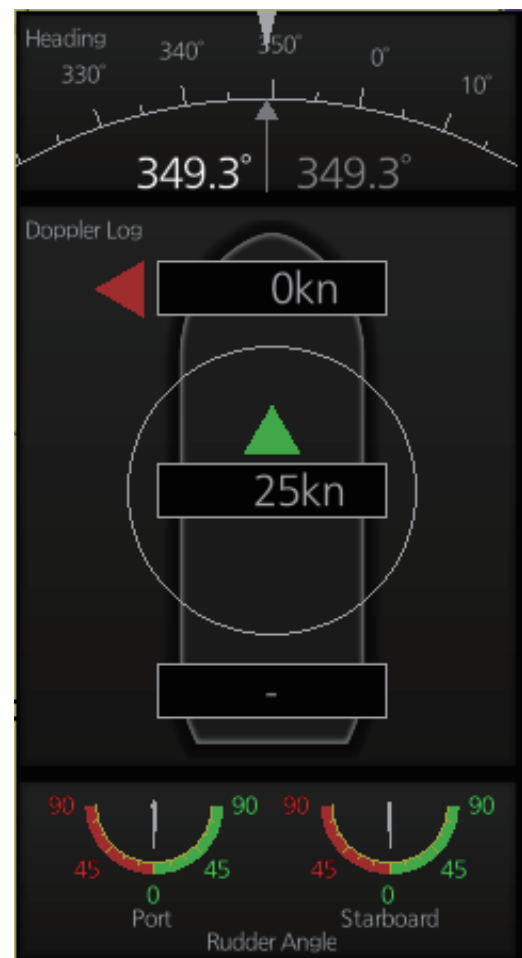 Heading
330° 340° 350° 0° 10°
349.3° 349.3°
Doppler Log
0kn
25kn
-
90 90 90 90
45 45 45 45
0 0
Port Starboard
Rudder Angle